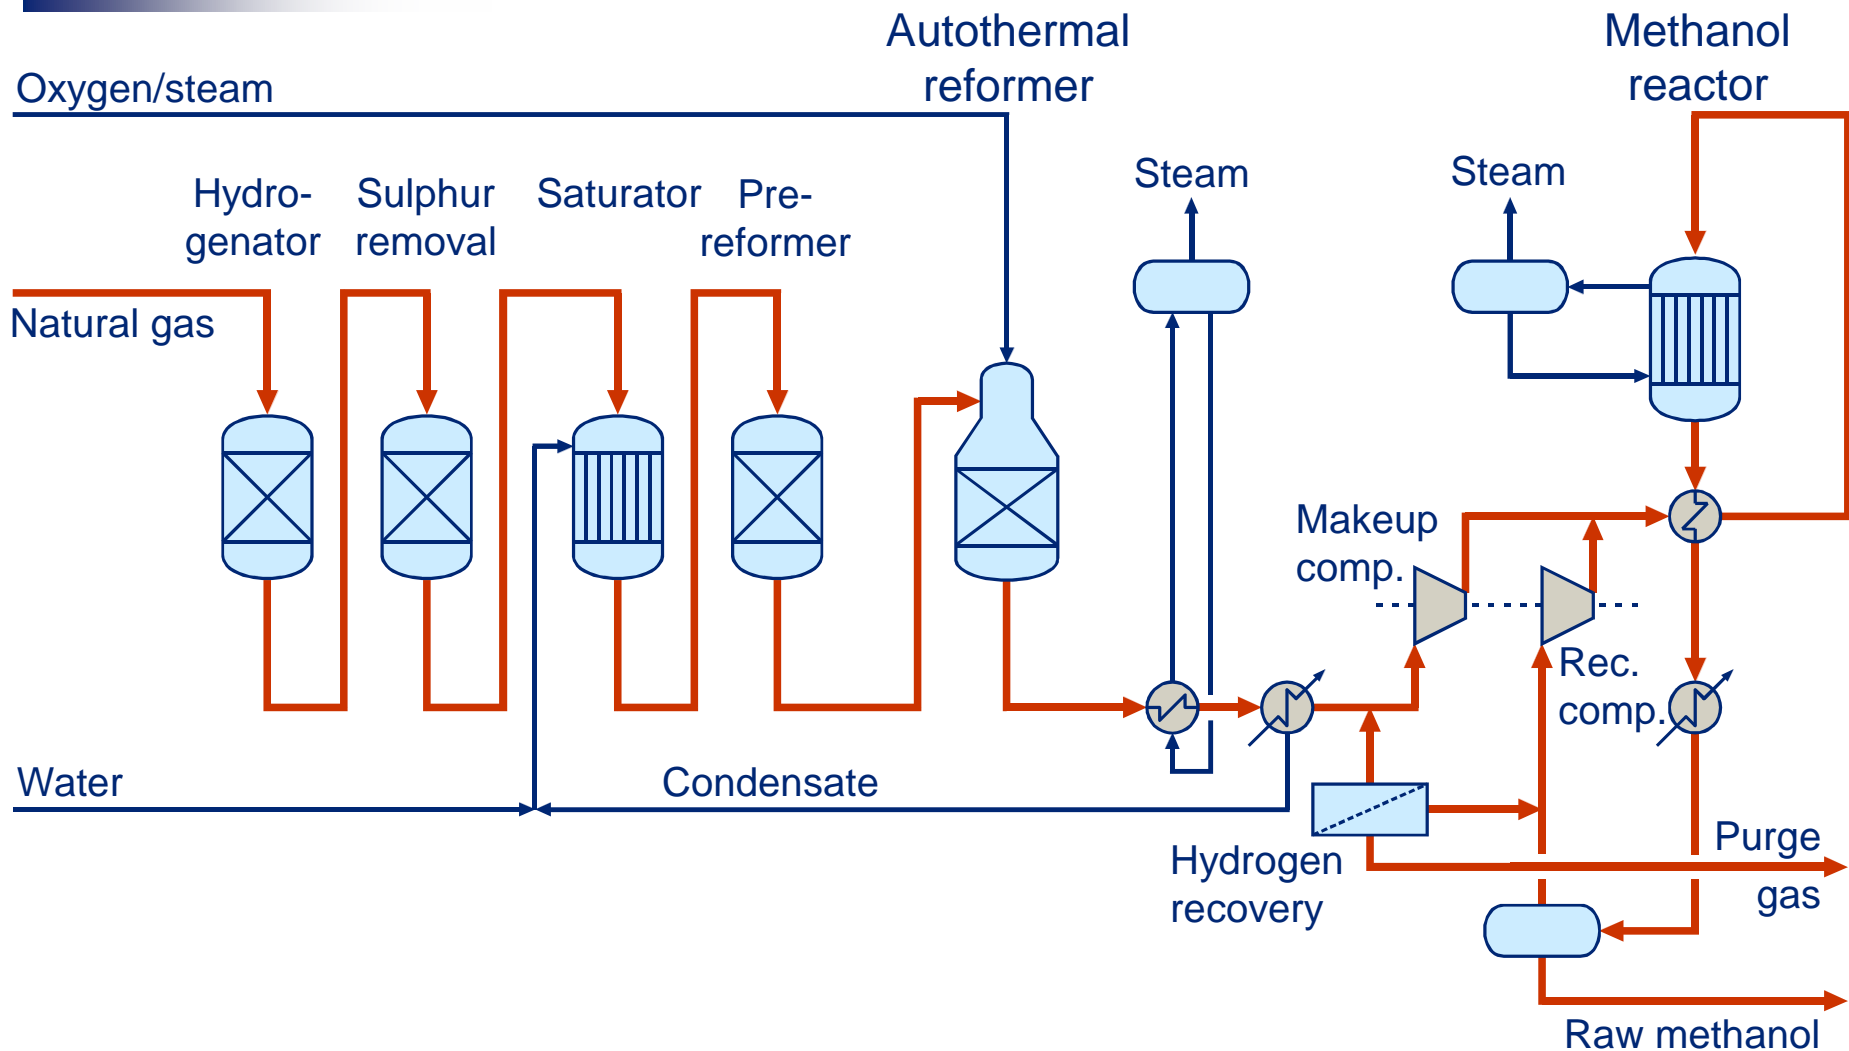 Autothermal
reformer
Methanol
reactor
Oxygen/steam
Hydro-
genator
Sulphur
removal
Saturator
Pre-
reformer
Steam
Steam
Natural gas
Makeup
comp.
Rec.
comp.
Water
Condensate
Hydrogen
recovery
Purge
gas
Raw methanol